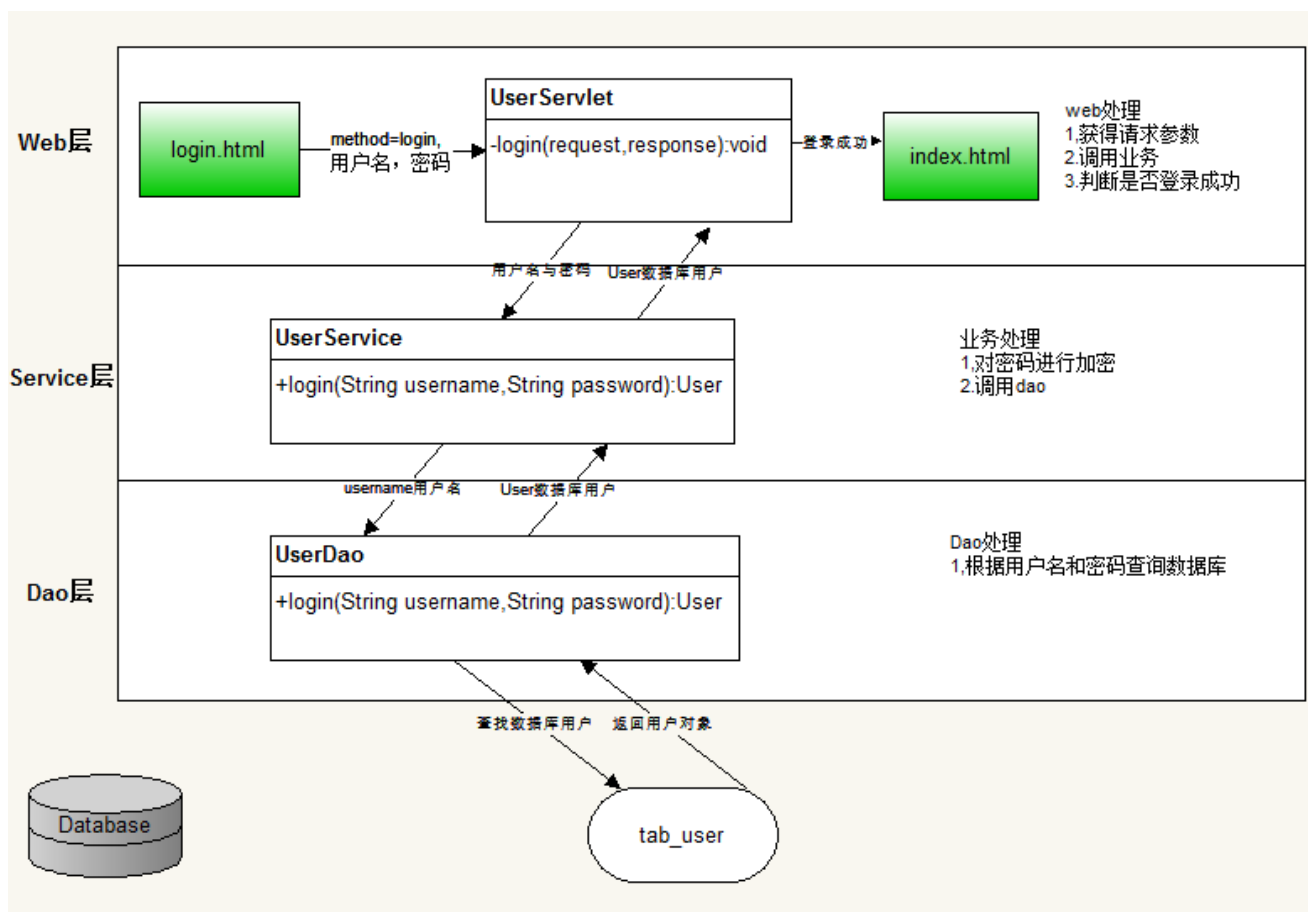 Web层
login.html
method=login,
用户名，密码
UserServlet
-login(request,response):void
登录成功
index.html
web处理
1,获得请求参数
2.调用业务
3.判断是否登录成功
用户名与密码
User数据库用户
Service层
UserService
+login(String username,String password):User
业务处理
1,对密码进行加密
2.调用dao
username用户名
User数据库用户
Dao层
UserDao
+login(String username,String password):User
Dao处理
1,根据用户名和密码查询数据库
查找数据库用户
返回用户对象
Database
tab_user